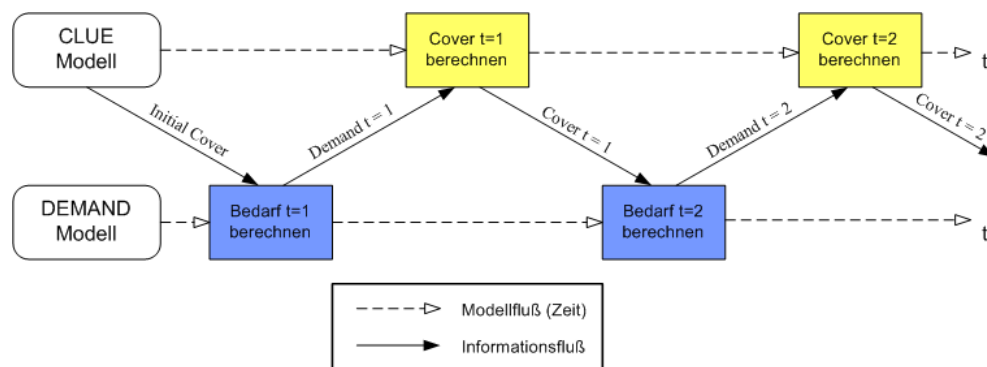 CLUE
Modell
Cover t=1
berechnen
Cover t=2
berechnen
t
Initial Cover
Demand t = 1
Cover t = 1
Demand t = 2
Cover t = 2
DEMAND
Modell
Bedarf t=1
berechnen
Bedarf t=2
berechnen
t
Modellfluß (Zeit)
Informationsfluß